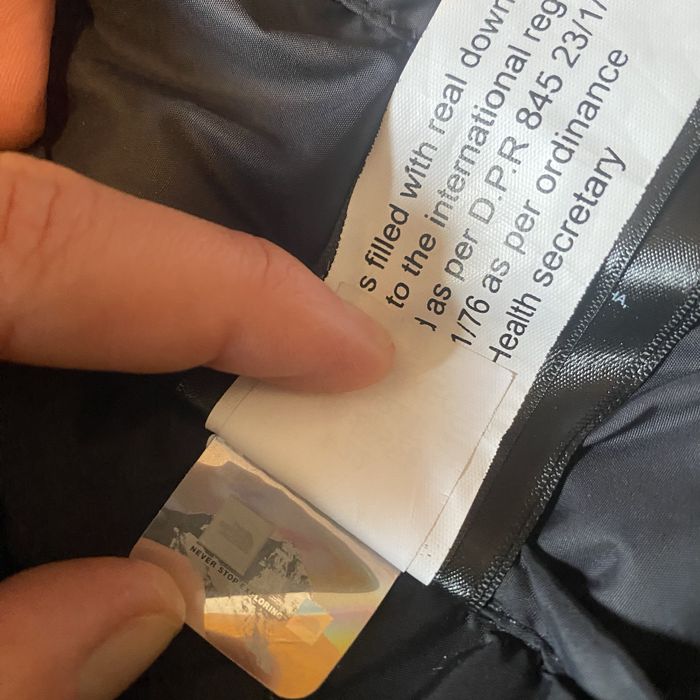 s filled with real down
to the international reg
d as per D.P.R 845 23/1
1/76 as per ordinance
Health secretary
NEVER STOP EXPLORING